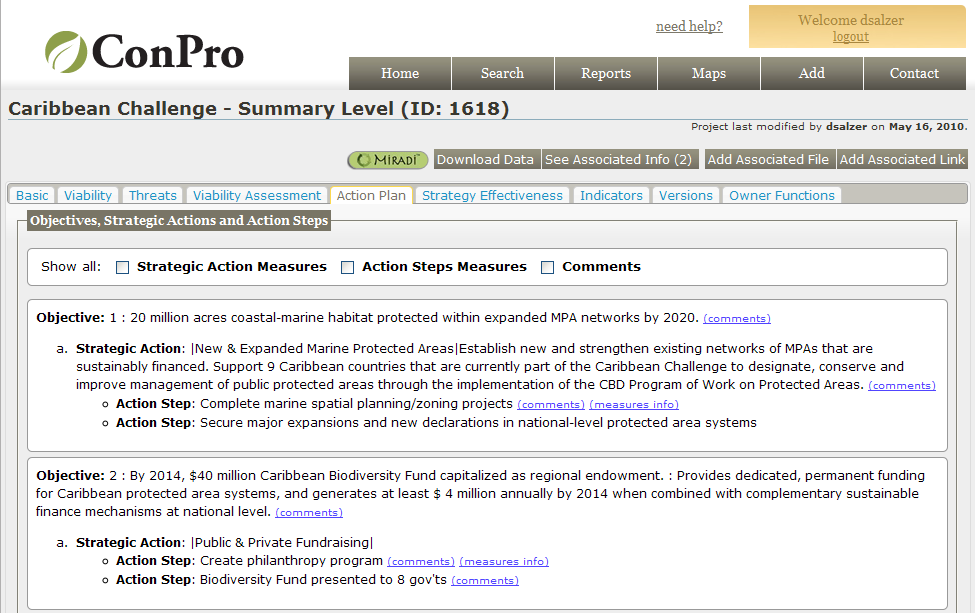 need help?
Welcome dsalzer
logout
ConPro
Home Search Reports Maps Add Contact
Caribbean Challenge - Summary Level (ID: 1618)
Project last modified by dsalzer on May 16, 2010.
MIRADI™ Download Data See Associated Info (2) Add Associated File Add Associated Link
Basic Viability Threats Viability Assessment Action Plan Strategy Effectiveness Indicators Versions Owner Functions
Objectives, Strategic Actions and Action Steps
Show all: Strategic Action Measures Action Steps Measures Comments
Objective: 1 : 20 million acres coastal-marine habitat protected within expanded MPA networks by 2020. (comments)
a. Strategic Action: |New & Expanded Marine Protected Areas|Establish new and strengthen existing networks of MPAs that are
sustainably financed. Support 9 Caribbean countries that are currently part of the Caribbean Challenge to designate, conserve and
improve management of public protected areas through the implementation of the CBD Program of Work on Protected Areas. (comments)
Action Step: Complete marine spatial planning/zoning projects (comments) (measures info)
Action Step: Secure major expansions and new declarations in national-level protected area systems
Objective: 2 : By 2014, $40 million Caribbean Biodiversity Fund capitalized as regional endowment. : Provides dedicated, permanent funding
for Caribbean protected area systems, and generates at least $ 4 million annually by 2014 when combined with complementary sustainable
finance mechanisms at national level. (comments)
a. Strategic Action: |Public & Private Fundraising|
Action Step: Create philanthropy program (comments) (measures info)
Action Step: Biodiversity Fund presented to 8 gov'ts (comments)